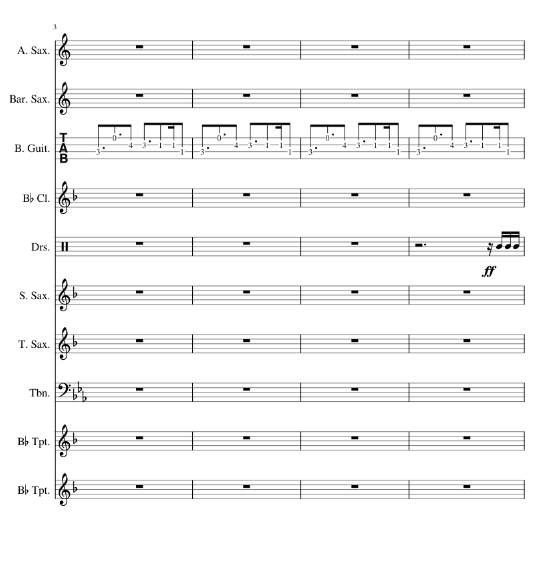 3
A. Sax.
Bar. Sax.
B. Guit.
T
A
B
3 0 4 3 1 1 1 3 0 4 3 1 1 1 3 0 4 3 1 1 1 3 0 4 3 1 1 1
B♭ Cl.
Drs.
ff
S. Sax.
T. Sax.
Tbn.
B♭ Tpt.
B♭ Tpt.